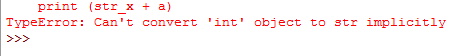 print (str_x + a)
TypeError: Can't convert 'int' object to str implicitly
>>>